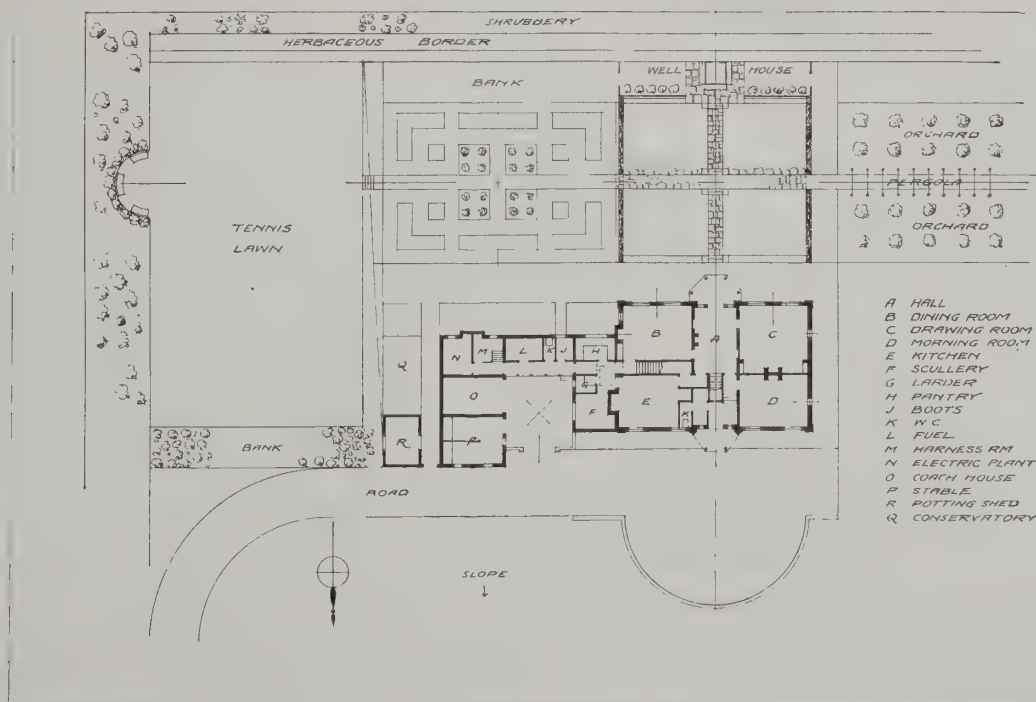 SHRUBBERY
HERBACEOUS BORDER
BANK
WELL HOUSE
ORCHARD
PERGOLA
ORCHARD
TENNIS
LAWN
A HALL
B DINING ROOM
C DRAWING ROOM
D MORNING ROOM
E KITCHEN
F SCULLERY
G LARDER
H PANTRY
J BOOTS
K W C
L FUEL
M HARNESS RM
N ELECTRIC PLANT
O COACH HOUSE
P STABLE
R POTTING SHED
Q CONSERVATORY
B
A
C
N
M
L
K
J
H
Q
G
O
F
E
K
D
R
P
BANK
ROAD
SLOPE